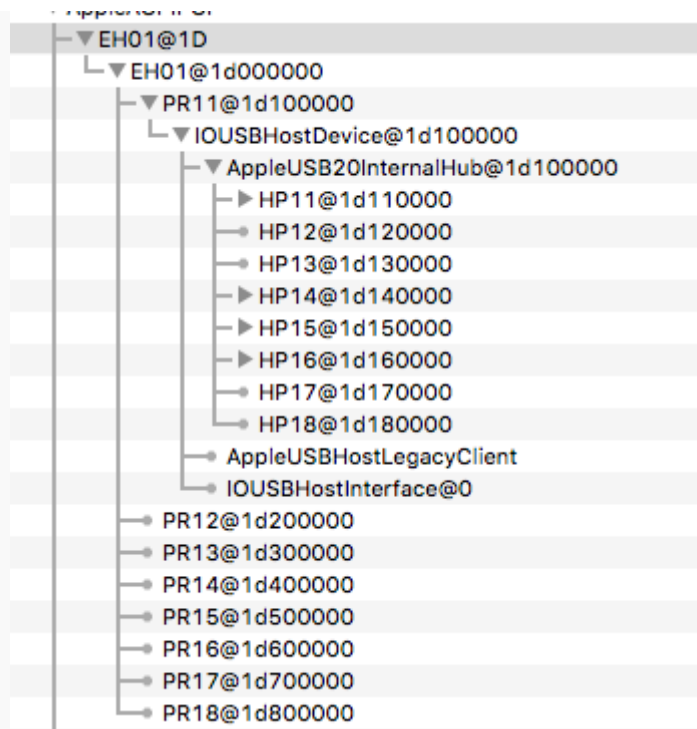 EH01@1D
EH01@1d000000
PR11@1d100000
IOUSBHostDevice@1d100000
AppleUSB20InternalHub@1d100000
HP11@1d110000
HP12@1d120000
HP13@1d130000
HP14@1d140000
HP15@1d150000
HP16@1d160000
HP17@1d170000
HP18@1d180000
AppleUSBHostLegacyClient
IOUSBHostInterface@0
PR12@1d200000
PR13@1d300000
PR14@1d400000
PR15@1d500000
PR16@1d600000
PR17@1d700000
PR18@1d800000